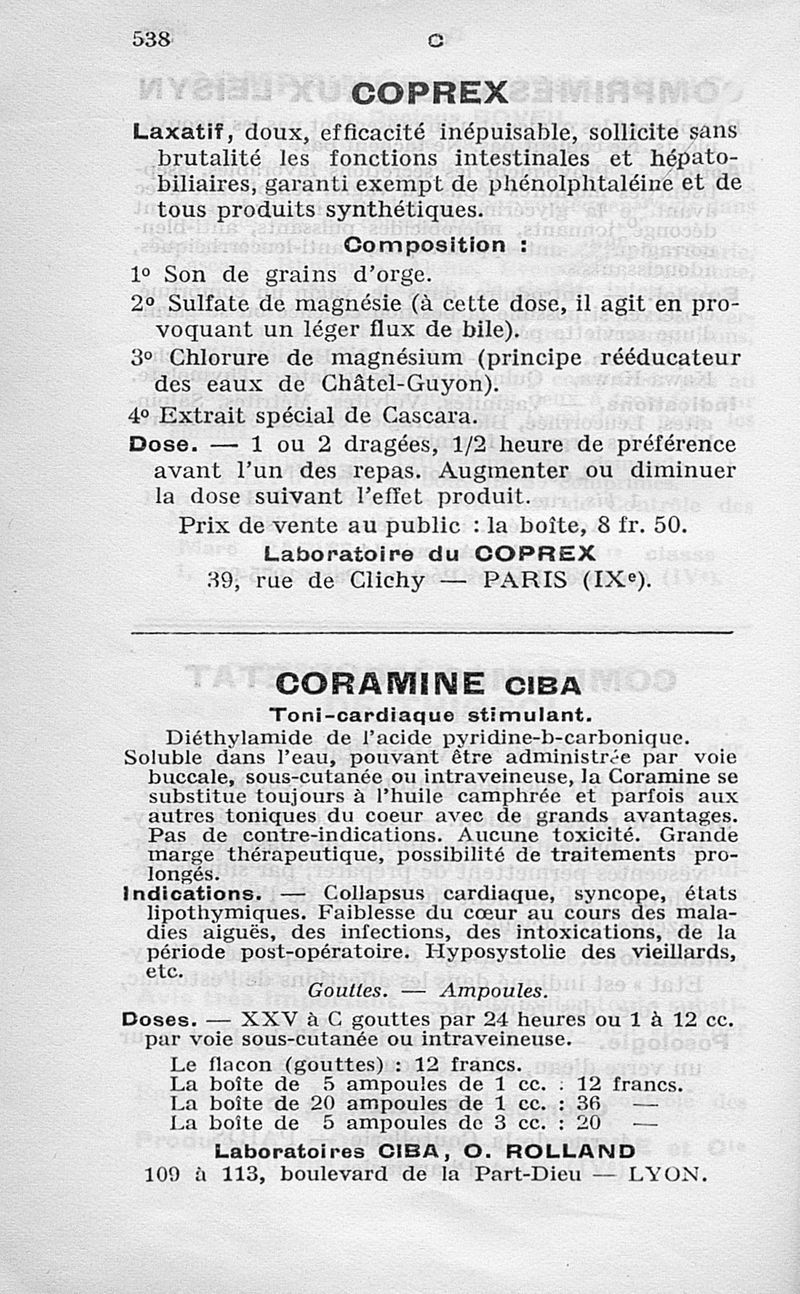 538
C
COPREX
Laxatif, doux, efficacité inépuisable, sollicite sans
brutalité les fonctions intestinales et hépato-
biliaires, garanti exempt de phénolphtaléine et de
tous produits synthétiques.
Composition :
1º Son de grains d'orge.
2º Sulfate de magnésie (à cette dose, il agit en pro-
voquant un léger flux de bile).
3º Chlorure de magnésium (principe rééducateur
des eaux de Châtel-Guyon).
4º Extrait spécial de Cascara.
Dose. — 1 ou 2 dragées, 1/2 heure de préférence
avant l'un des repas. Augmenter ou diminuer
la dose suivant l'effet produit.
Prix de vente au public : la boîte, 8 fr. 50.
Laboratoire du COPREX
39, rue de Clichy — PARIS (IXe).
CORAMINE CIBA
Toni-cardiaque stimulant.
Diéthylamide de l'acide pyridine-b-carbonique.
Soluble dans l'eau, pouvant être administrée par voie
buccale, sous-cutanée ou intraveineuse, la Coramine se
substitue toujours à l'huile camphrée et parfois aux
autres toniques du coeur avec de grands avantages.
Pas de contre-indications. Aucune toxicité. Grande
marge thérapeutique, possibilité de traitements pro-
longés.
Indications. — Collapsus cardiaque, syncope, états
lipothymiques. Faiblesse du cœur au cours des mala-
dies aiguës, des infections, des intoxications, de la
période post-opératoire. Hyposystolie des vieillards,
etc.
Gouttes. — Ampoules.
Doses. — XXV à C gouttes par 24 heures ou 1 à 12 cc.
par voie sous-cutanée ou intraveineuse.
Le flacon (gouttes) : 12 francs.
La boîte de 5 ampoules de 1 cc. : 12 francs.
La boîte de 20 ampoules de 1 cc. : 36 —
La boîte de 5 ampoules de 3 cc. : 20 —
Laboratoires CIBA, O. ROLLAND
109 à 113, boulevard de la Part-Dieu — LYON.